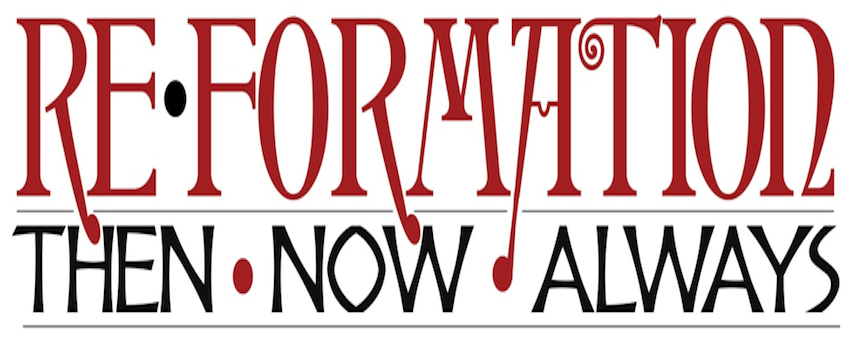 RE•FORMATION
THEN • NOW • ALWAYS